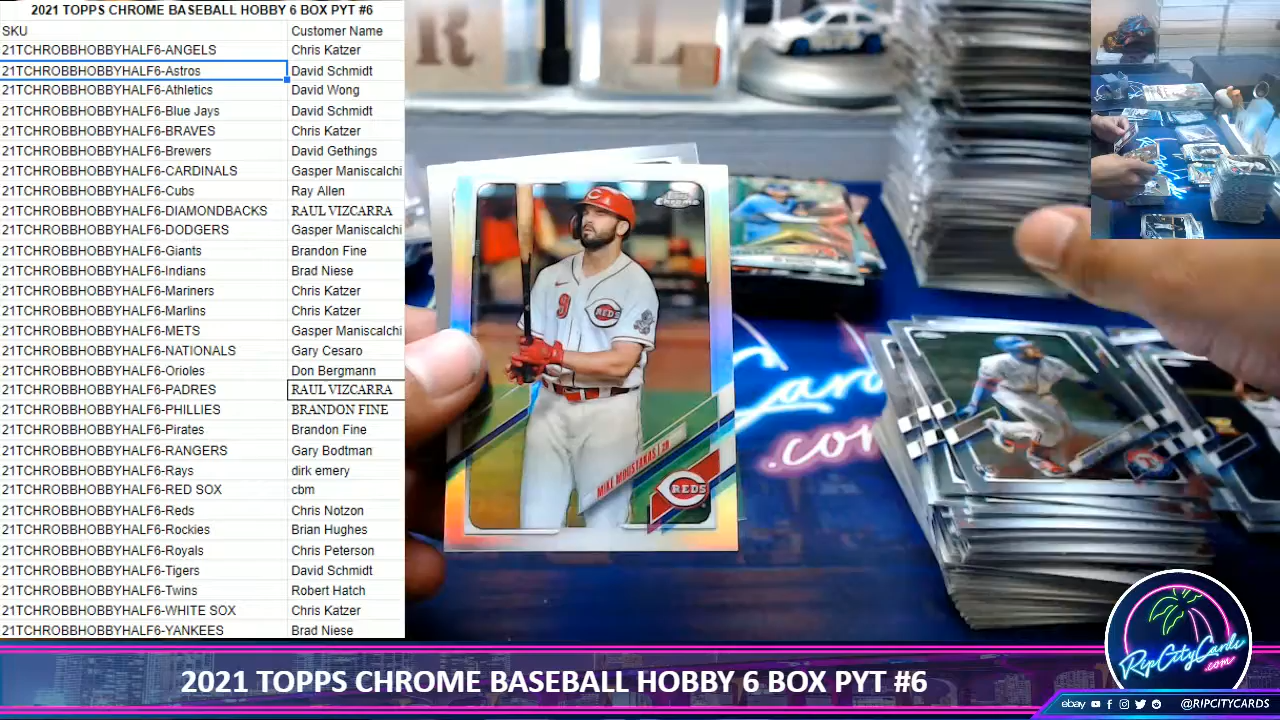 2021 TOPPS CHROME BASEBALL HOBBY 6 BOX PYT #6
SKU Customer Name
21TCHROBBHOBBYHALF6-ANGELS Chris Katzer
21TCHROBBHOBBYHALF6-Astros David Schmidt
21TCHROBBHOBBYHALF6-Athletics David Wong
21TCHROBBHOBBYHALF6-Blue Jays David Schmidt
21TCHROBBHOBBYHALF6-BRAVES Chris Katzer
21TCHROBBHOBBYHALF6-Brewers David Gethings
21TCHROBBHOBBYHALF6-CARDINALS Gasper Maniscalchi
21TCHROBBHOBBYHALF6-Cubs Ray Allen
21TCHROBBHOBBYHALF6-DIAMONDBACKS RAUL VIZCARRA
21TCHROBBHOBBYHALF6-DODGERS Gasper Maniscalchi
21TCHROBBHOBBYHALF6-Giants Brandon Fine
21TCHROBBHOBBYHALF6-Indians Brad Niese
21TCHROBBHOBBYHALF6-Mariners Chris Katzer
21TCHROBBHOBBYHALF6-Marlins Chris Katzer
21TCHROBBHOBBYHALF6-METS Gasper Maniscalchi
21TCHROBBHOBBYHALF6-NATIONALS Gary Cesaro
21TCHROBBHOBBYHALF6-Orioles Don Bergmann
21TCHROBBHOBBYHALF6-PADRES RAUL VIZCARRA
21TCHROBBHOBBYHALF6-PHILLIES BRANDON FINE
21TCHROBBHOBBYHALF6-Pirates Brandon Fine
21TCHROBBHOBBYHALF6-RANGERS Gary Bodtman
21TCHROBBHOBBYHALF6-Rays dirk emery
21TCHROBBHOBBYHALF6-RED SOX cbm
21TCHROBBHOBBYHALF6-Reds Chris Notzon
21TCHROBBHOBBYHALF6-Rockies Brian Hughes
21TCHROBBHOBBYHALF6-Royals Chris Peterson
21TCHROBBHOBBYHALF6-Tigers David Schmidt
21TCHROBBHOBBYHALF6-Twins Robert Hatch
21TCHROBBHOBBYHALF6-WHITE SOX Chris Katzer
21TCHROBBHOBBYHALF6-YANKEES Brad Niese
9 REDS
MIKE MOUSTAKAS | 2B
REDS
Cards
.com
RipCityCards
.com
2021 TOPPS CHROME BASEBALL HOBBY 6 BOX PYT #6
ebay @RIPCITYCARDS